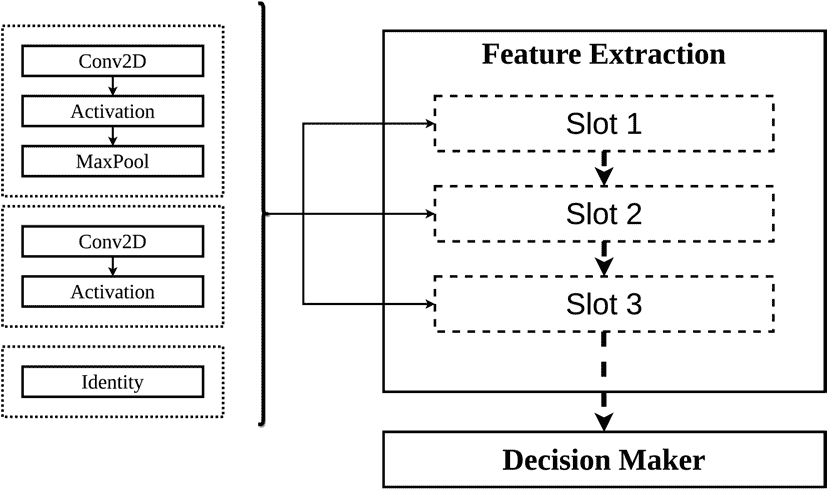 Conv2D
Activation
MaxPool
Conv2D
Activation
Identity
Feature Extraction
Slot 1
Slot 2
Slot 3
Decision Maker